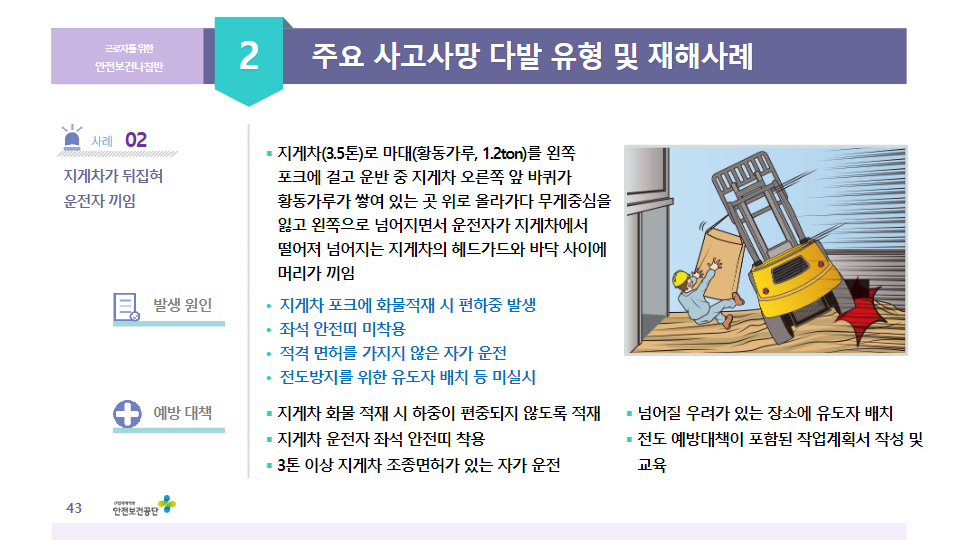 근로자를 위한
안전보건나침반
2
주요 사고사망 다발 유형 및 재해사례
사례 02
지게차가 뒤집혀
운전자 끼임
▪ 지게차(3.5톤)로 마대(황동가루, 1.2ton)를 왼쪽
포크에 걸고 운반 중 지게차 오른쪽 앞 바퀴가
황동가루가 쌓여 있는 곳 위로 올라가다 무게중심을
잃고 왼쪽으로 넘어지면서 운전자가 지게차에서
떨어져 넘어지는 지게차의 헤드가드와 바닥 사이에
머리가 끼임
발생 원인
• 지게차 포크에 화물적재 시 편하중 발생
• 좌석 안전띠 미착용
• 적격 면허를 가지지 않은 자가 운전
• 전도방지를 위한 유도자 배치 등 미실시
예방 대책
▪ 지게차 화물 적재 시 하중이 편중되지 않도록 적재
▪ 지게차 운전자 좌석 안전띠 착용
▪ 3톤 이상 지게차 조종면허가 있는 자가 운전
▪ 넘어질 우려가 있는 장소에 유도자 배치
▪ 전도 예방대책이 포함된 작업계획서 작성 및
교육
43
산업재해예방
안전보건공단